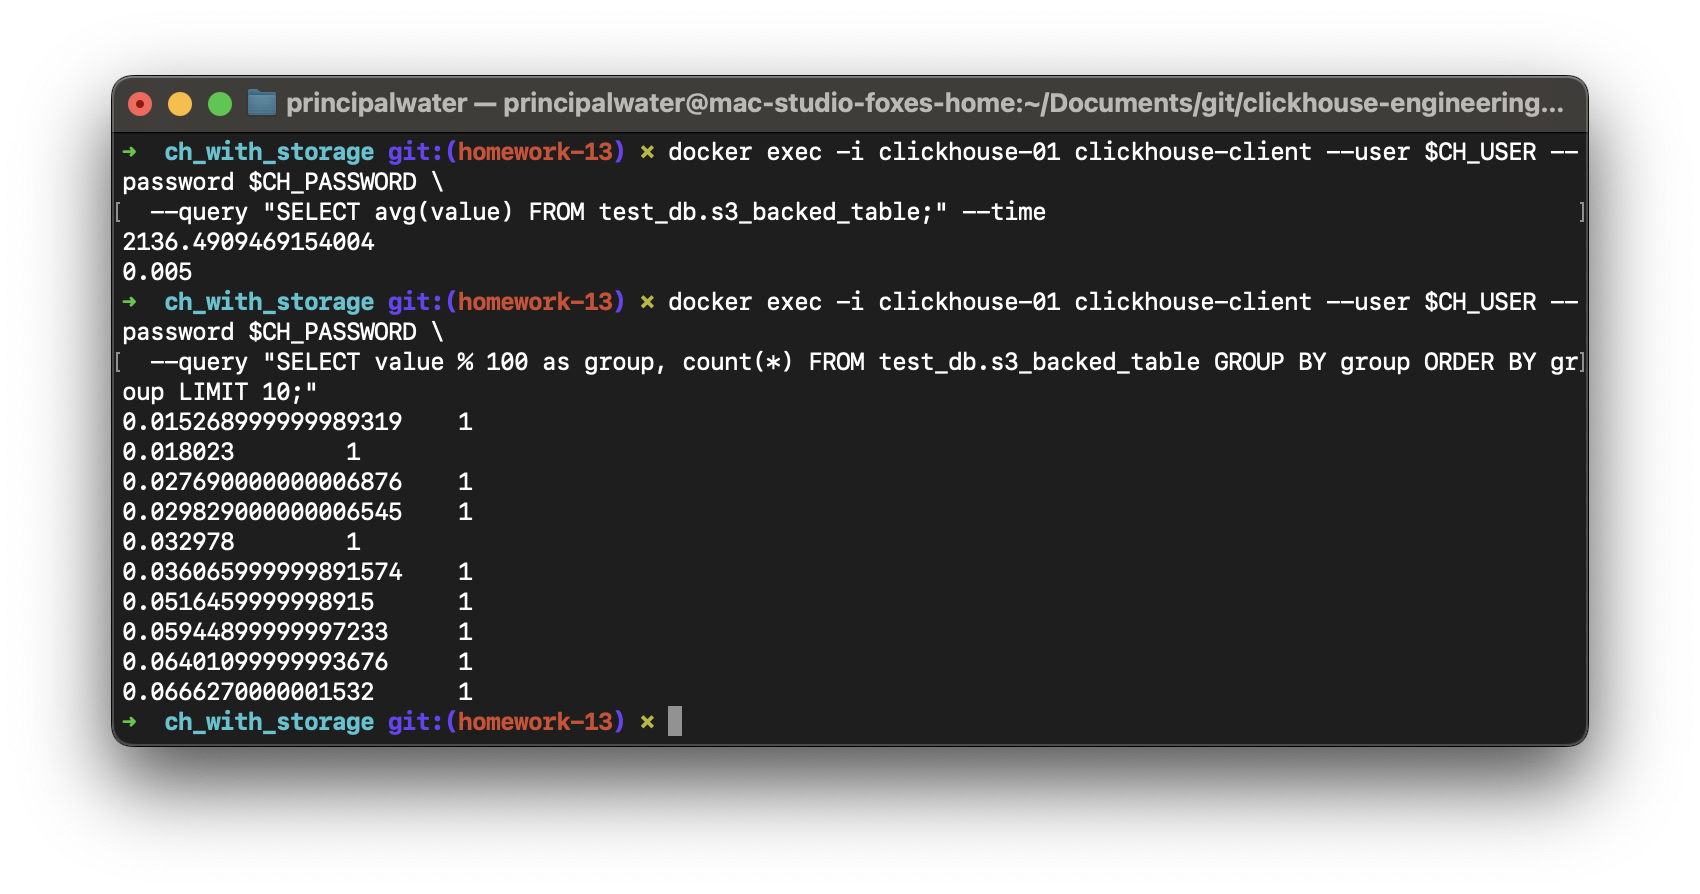 principalwater — principalwater@mac-studio-foxes-home:~/Documents/git/clickhouse-engineering...
➜  ch_with_storage git:(homework-13) ✗ docker exec -i clickhouse-01 clickhouse-client --user $CH_USER --
password $CH_PASSWORD \
[  --query "SELECT avg(value) FROM test_db.s3_backed_table;" --time ]
2136.4909469154004
0.005
➜  ch_with_storage git:(homework-13) ✗ docker exec -i clickhouse-01 clickhouse-client --user $CH_USER --
password $CH_PASSWORD \
[  --query "SELECT value % 100 as group, count(*) FROM test_db.s3_backed_table GROUP BY group ORDER BY gr]
oup LIMIT 10;"
0.015268999999989319    1
0.018023        1
0.027690000000006876    1
0.029829000000006545    1
0.032978        1
0.036065999999891574    1
0.0516459999998915      1
0.05944899999997233     1
0.06401099999993676     1
0.0666270000001532      1
➜  ch_with_storage git:(homework-13) ✗